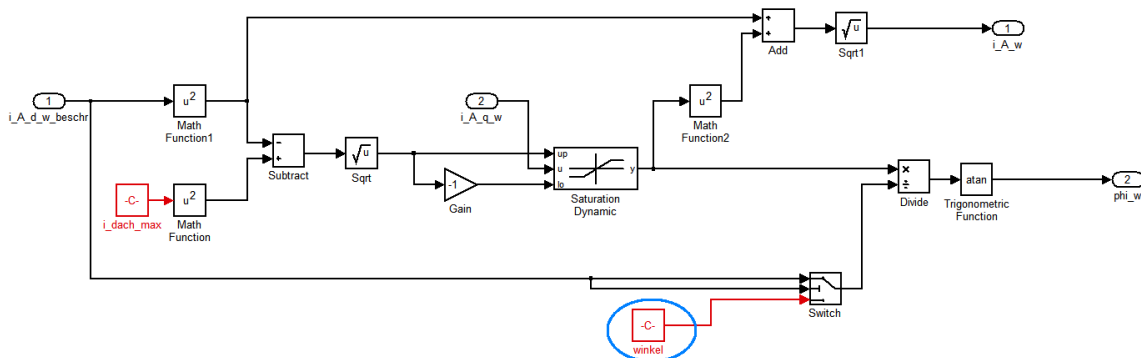 +
+
Add
√u
Sqrt1
1
i_A_w
1
i_A_d_w_beschr
u²
Math
Function1
2
i_A_q_w
u²
Math
Function2
−
+
Subtract
√u
Sqrt
up
u
lo
y
Saturation
Dynamic
-1
Gain
×
÷
Divide
atan
Trigonometric
Function
2
phi_w
-C-
i_dach_max
u²
Math
Function
Switch
-C-
winkel